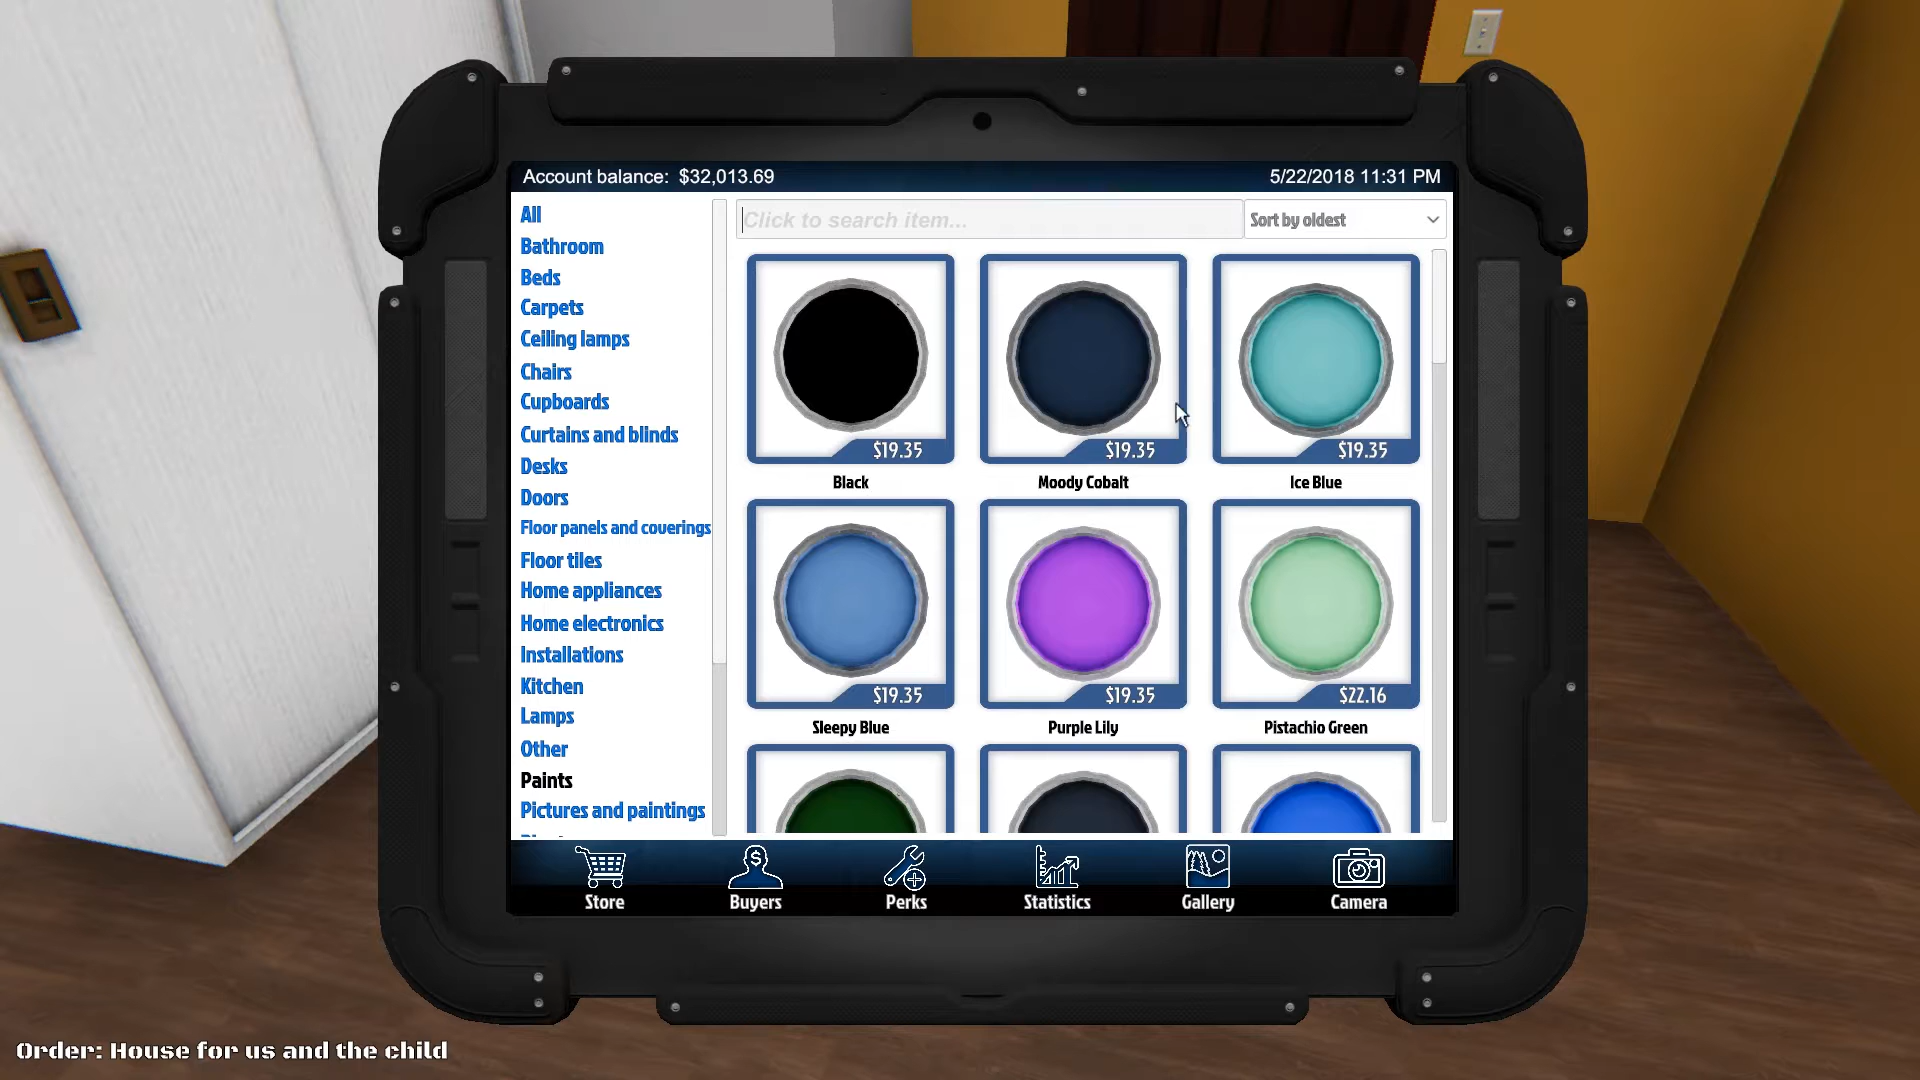 Account balance: $32,013.69
5/22/2018 11:31 PM
All
Bathroom
Beds
Carpets
Ceiling lamps
Chairs
Cupboards
Curtains and blinds
Desks
Doors
Floor panels and coverings
Floor tiles
Home appliances
Home electronics
Installations
Kitchen
Lamps
Other
Paints
Pictures and paintings
Click to search item...
Sort by oldest
$19.35
$19.35
$19.35
Black
Moody Cobalt
Ice Blue
$19.35
$19.35
$22.16
Sleepy Blue
Purple Lily
Pistachio Green
Store
Buyers
Perks
Statistics
Gallery
Camera
Order: House for us and the child